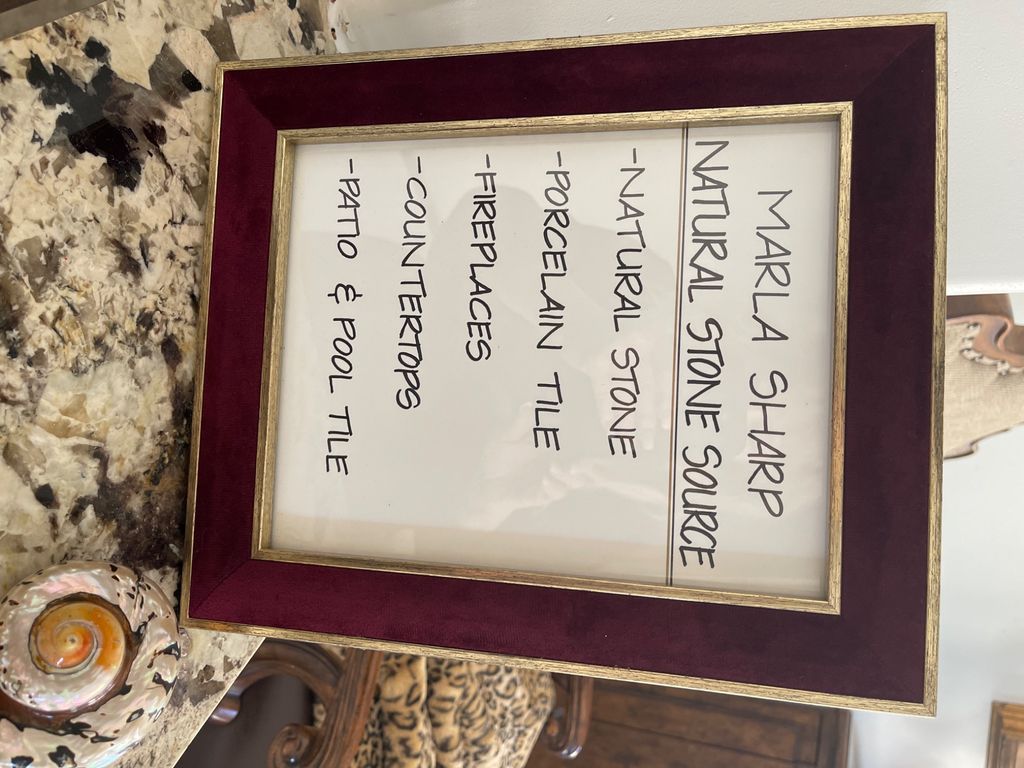 MARLA SHARP
NATURAL STONE SOURCE
-NATURAL STONE
-PORCELAIN TILE
-FIREPLACES
-COUNTERTOPS
-PATIO & POOL TILE